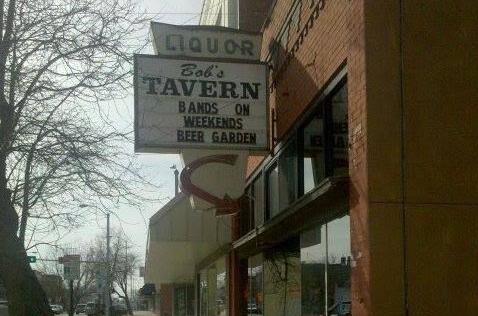 LIQUOR
Bob's
TAVERN
BANDS ON
WEEKENDS
BEER GARDEN